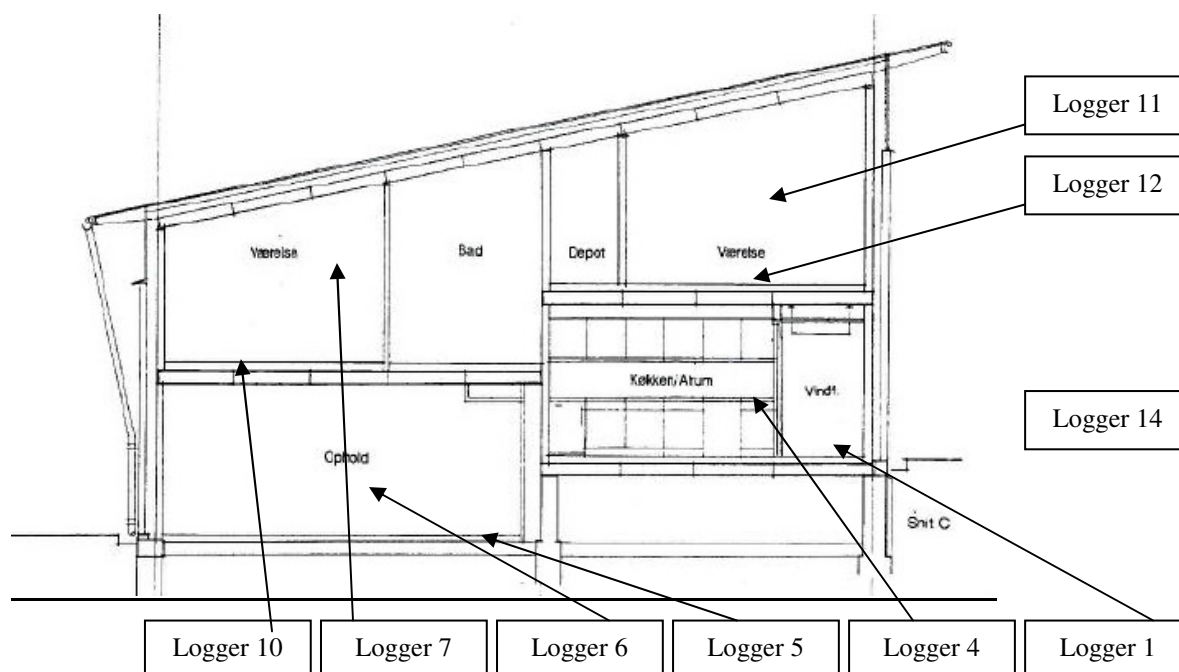 Logger 11
Logger 12
Værelse
Bad
Depot
Værelse
Køkken/Alrum
Vindf.
Logger 14
Ophold
Snit C
Logger 10
Logger 7
Logger 6
Logger 5
Logger 4
Logger 1